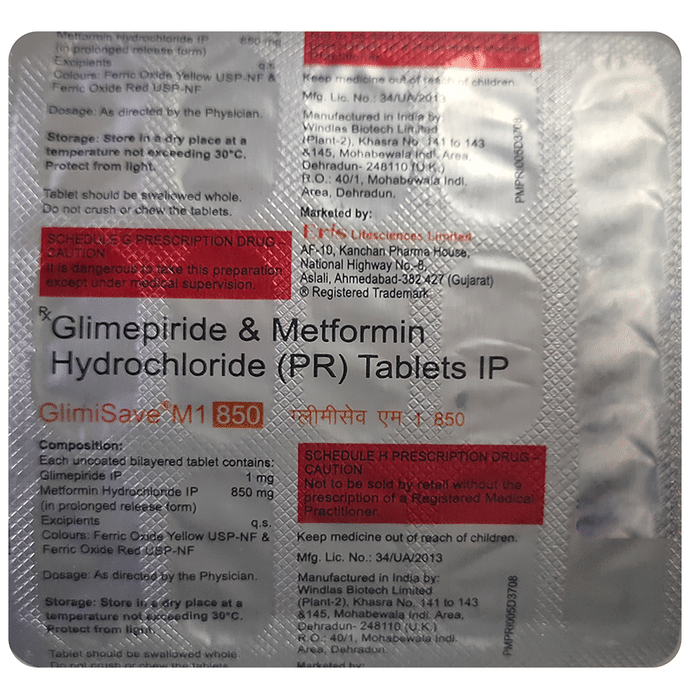 Metformin Hydrochloride IP 850 mg
(in prolonged release form)
Excipients q.s.
Colours: Ferric Oxide Yellow USP-NF &
Ferric Oxide Red USP-NF
Dosage: As directed by the Physician.
Storage: Store in a dry place at a
temperature not exceeding 30°C.
Protect from light.
Tablet should be swallowed whole.
Do not crush or chew the tablets.
SCHEDULE G PRESCRIPTION DRUG –
CAUTION
It is dangerous to take this preparation
except under medical supervision.
Keep medicine out of reach of children.
Mfg. Lic. No.: 34/UA/2013
Manufactured in India by:
Windlas Biotech Limited
(Plant-2), Khasra No. 141 to 143
&145, Mohabewala Indl. Area,
Dehradun- 248110 (U.K.)
R.O.: 40/1, Mohabewala Indl.
Area, Dehradun.
Marketed by:
Eris Lifesciences Limited
AF-10, Kanchan Pharma House,
National Highway No.-8,
Aslali, Ahmedabad-382 427 (Gujarat)
® Registered Trademark
PMPRI005D3708
Rx
Glimepiride & Metformin
Hydrochloride (PR) Tablets IP
GlimiSave® M1 850 ग्लीमीसेव एम 1 850
Composition:
Each uncoated bilayered tablet contains:
Glimepiride IP 1 mg
Metformin Hydrochloride IP 850 mg
(in prolonged release form)
Excipients q.s.
Colours: Ferric Oxide Yellow USP-NF &
Ferric Oxide Red USP-NF
Dosage: As directed by the Physician.
Storage: Store in a dry place at a
temperature not exceeding 30°C.
Protect from light.
Tablet should be swallowed whole.
Do not crush or chew the tablets.
SCHEDULE H PRESCRIPTION DRUG –
CAUTION
Not to be sold by retail without the
prescription of a Registered Medical
Practitioner.
Keep medicine out of reach of children.
Mfg. Lic. No.: 34/UA/2013
Manufactured in India by:
Windlas Biotech Limited
(Plant-2), Khasra No. 141 to 143
&145, Mohabewala Indl. Area,
Dehradun- 248110 (U.K.)
R.O.: 40/1, Mohabewala Indl.
Area, Dehradun.
Marketed by:
PMPRI005D3708